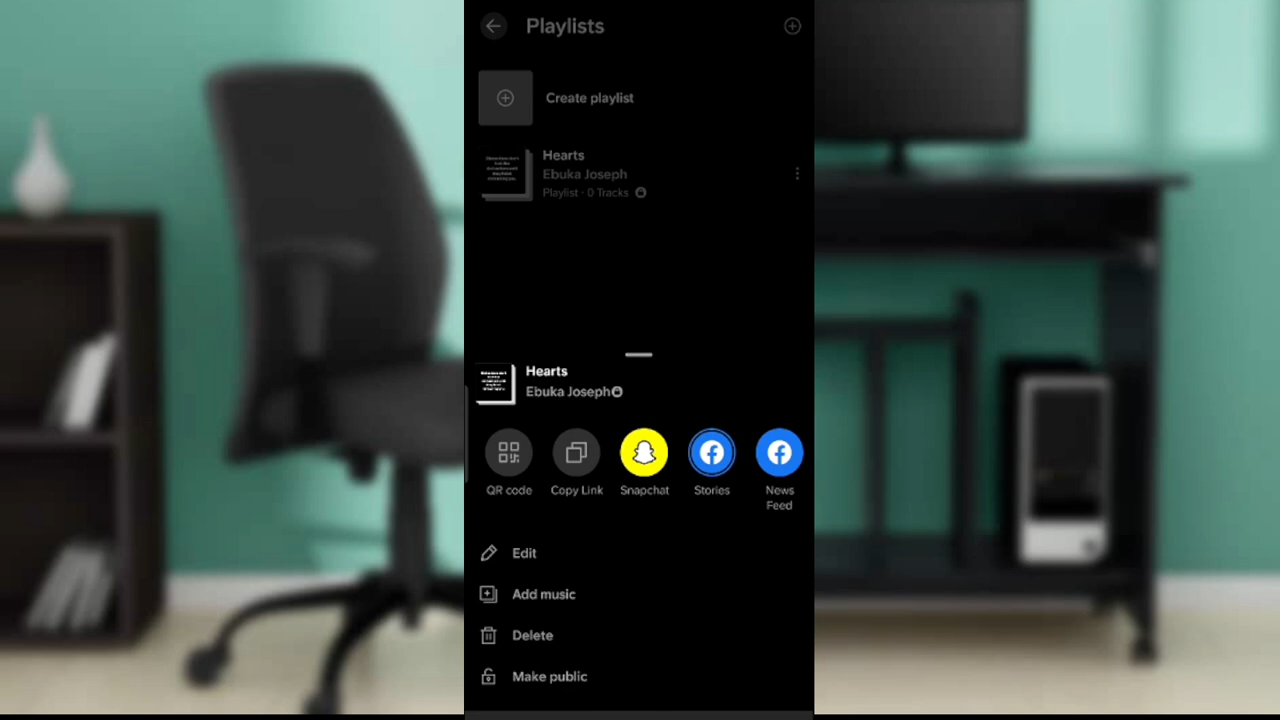 Playlists
Create playlist
Hearts
Ebuka Joseph
Playlist · 0 Tracks
Hearts
Ebuka Joseph
QR code
Copy Link
Snapchat
Stories
News
Feed
Edit
Add music
Delete
Make public